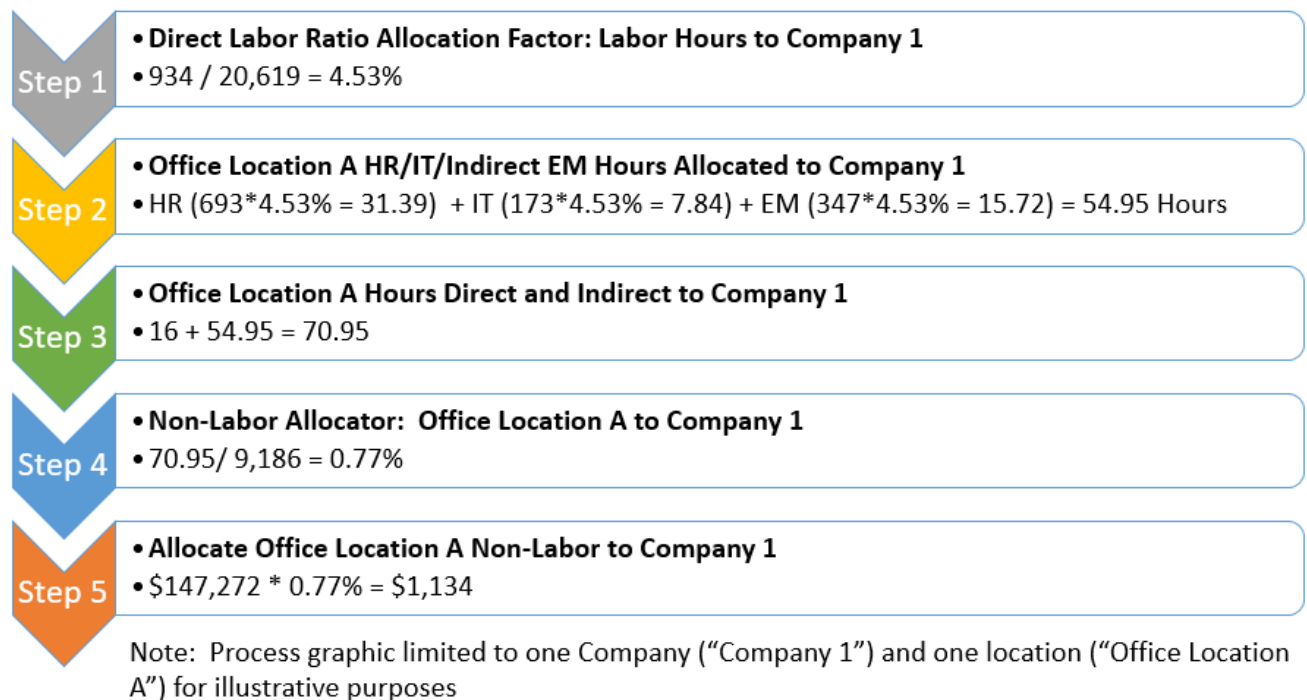 Step 1
• Direct Labor Ratio Allocation Factor: Labor Hours to Company 1
• 934 / 20,619 = 4.53%
Step 2
• Office Location A HR/IT/Indirect EM Hours Allocated to Company 1
• HR (693*4.53% = 31.39)  + IT (173*4.53% = 7.84) + EM (347*4.53% = 15.72) = 54.95 Hours
Step 3
• Office Location A Hours Direct and Indirect to Company 1
• 16 + 54.95 = 70.95
Step 4
• Non-Labor Allocator:  Office Location A to Company 1
• 70.95/ 9,186 = 0.77%
Step 5
• Allocate Office Location A Non-Labor to Company 1
• $147,272 * 0.77% = $1,134
Note:  Process graphic limited to one Company (“Company 1”) and one location (“Office Location
A”) for illustrative purposes